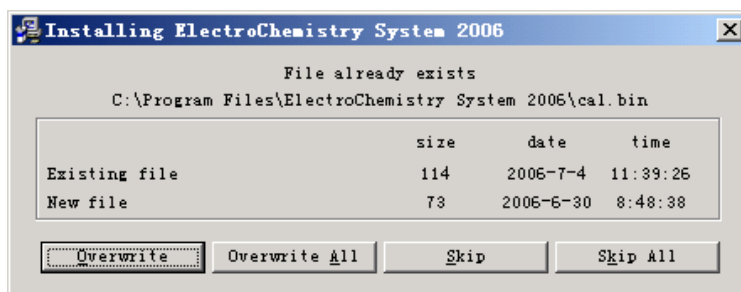 Installing ElectroChemistry System 2006
File already exists
C:\Program Files\ElectroChemistry System 2006\cal.bin
size date time
Existing file 114 2006-7-4 11:39:26
New file 73 2006-6-30 8:48:38
Overwrite Overwrite All Skip Skip All